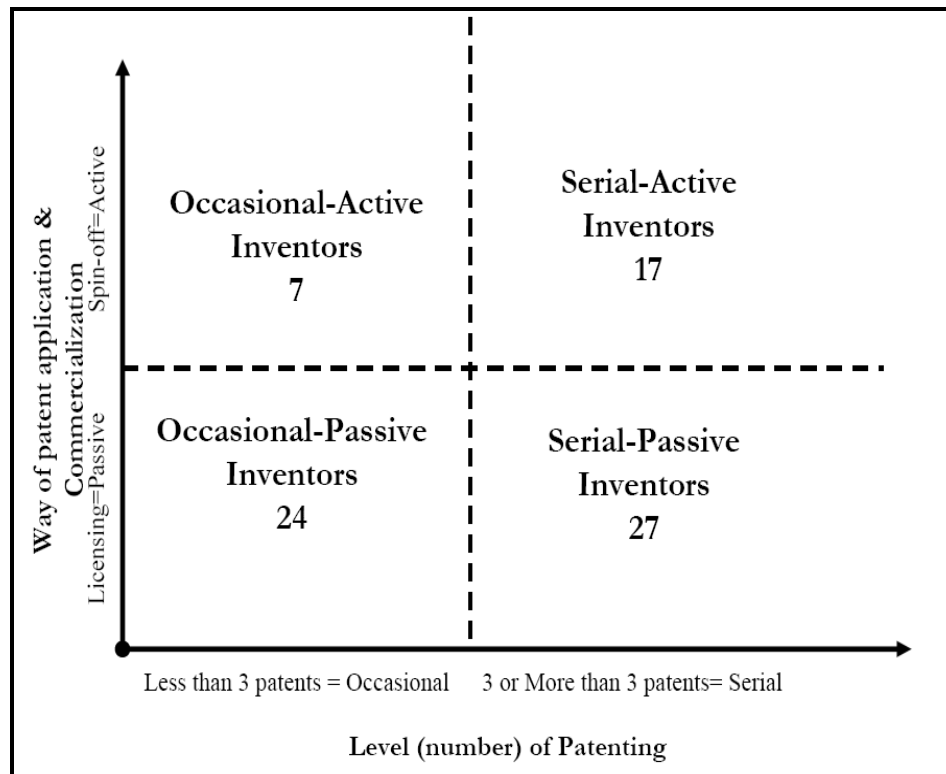 Way of patent application &
Commercialization
Spin-off=Active
Licensing=Passive
Occasional-Active
Inventors
7
Serial-Active
Inventors
17
Occasional-Passive
Inventors
24
Serial-Passive
Inventors
27
Less than 3 patents = Occasional
3 or More than 3 patents= Serial
Level (number) of Patenting